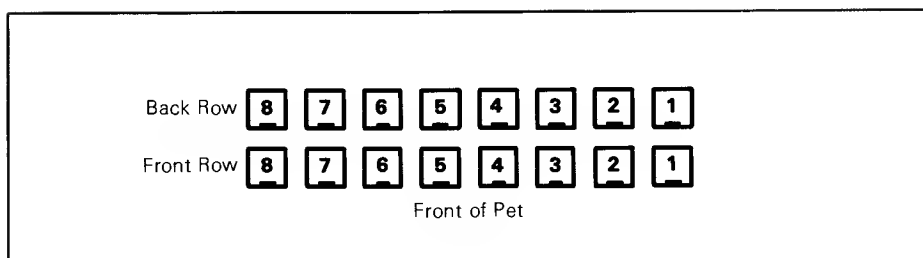 Back Row 8 7 6 5 4 3 2 1
Front Row 8 7 6 5 4 3 2 1
Front of Pet